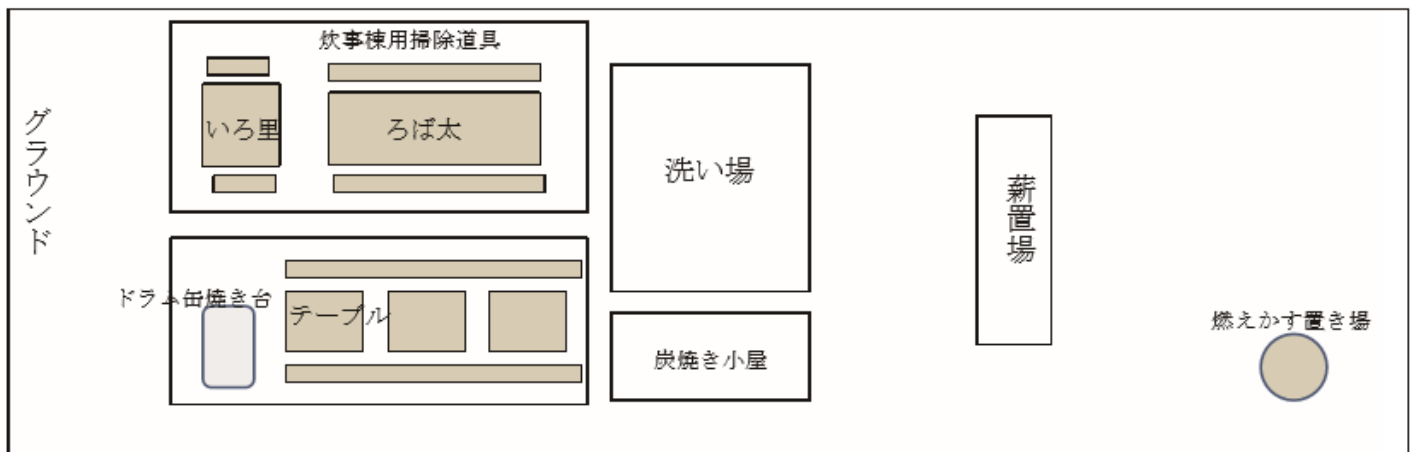 炊事棟用掃除道具
グラウンド
いろ里
ろば太
洗い場
薪置場
ドラム缶焼き台
テーブル
炭焼き小屋
燃えかす置き場